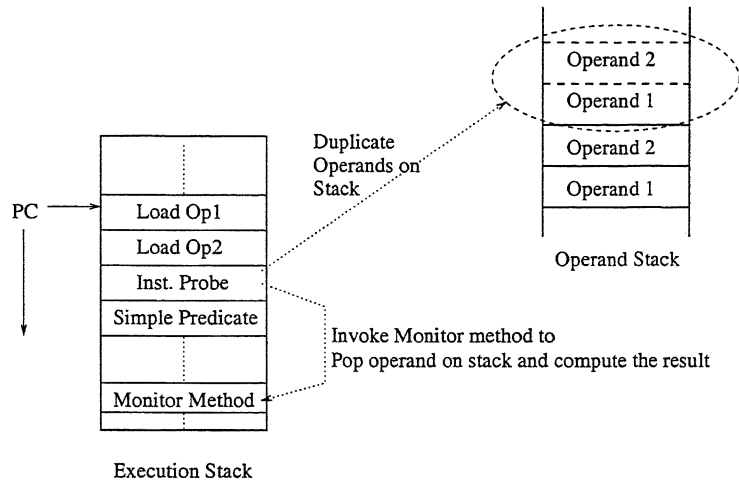 Operand 2
Operand 1
Operand 2
Operand 1
Operand Stack
Duplicate
Operands on
Stack
PC
Load Op1
Load Op2
Inst. Probe
Simple Predicate
Monitor Method
Invoke Monitor method to
Pop operand on stack and compute the result
Execution Stack